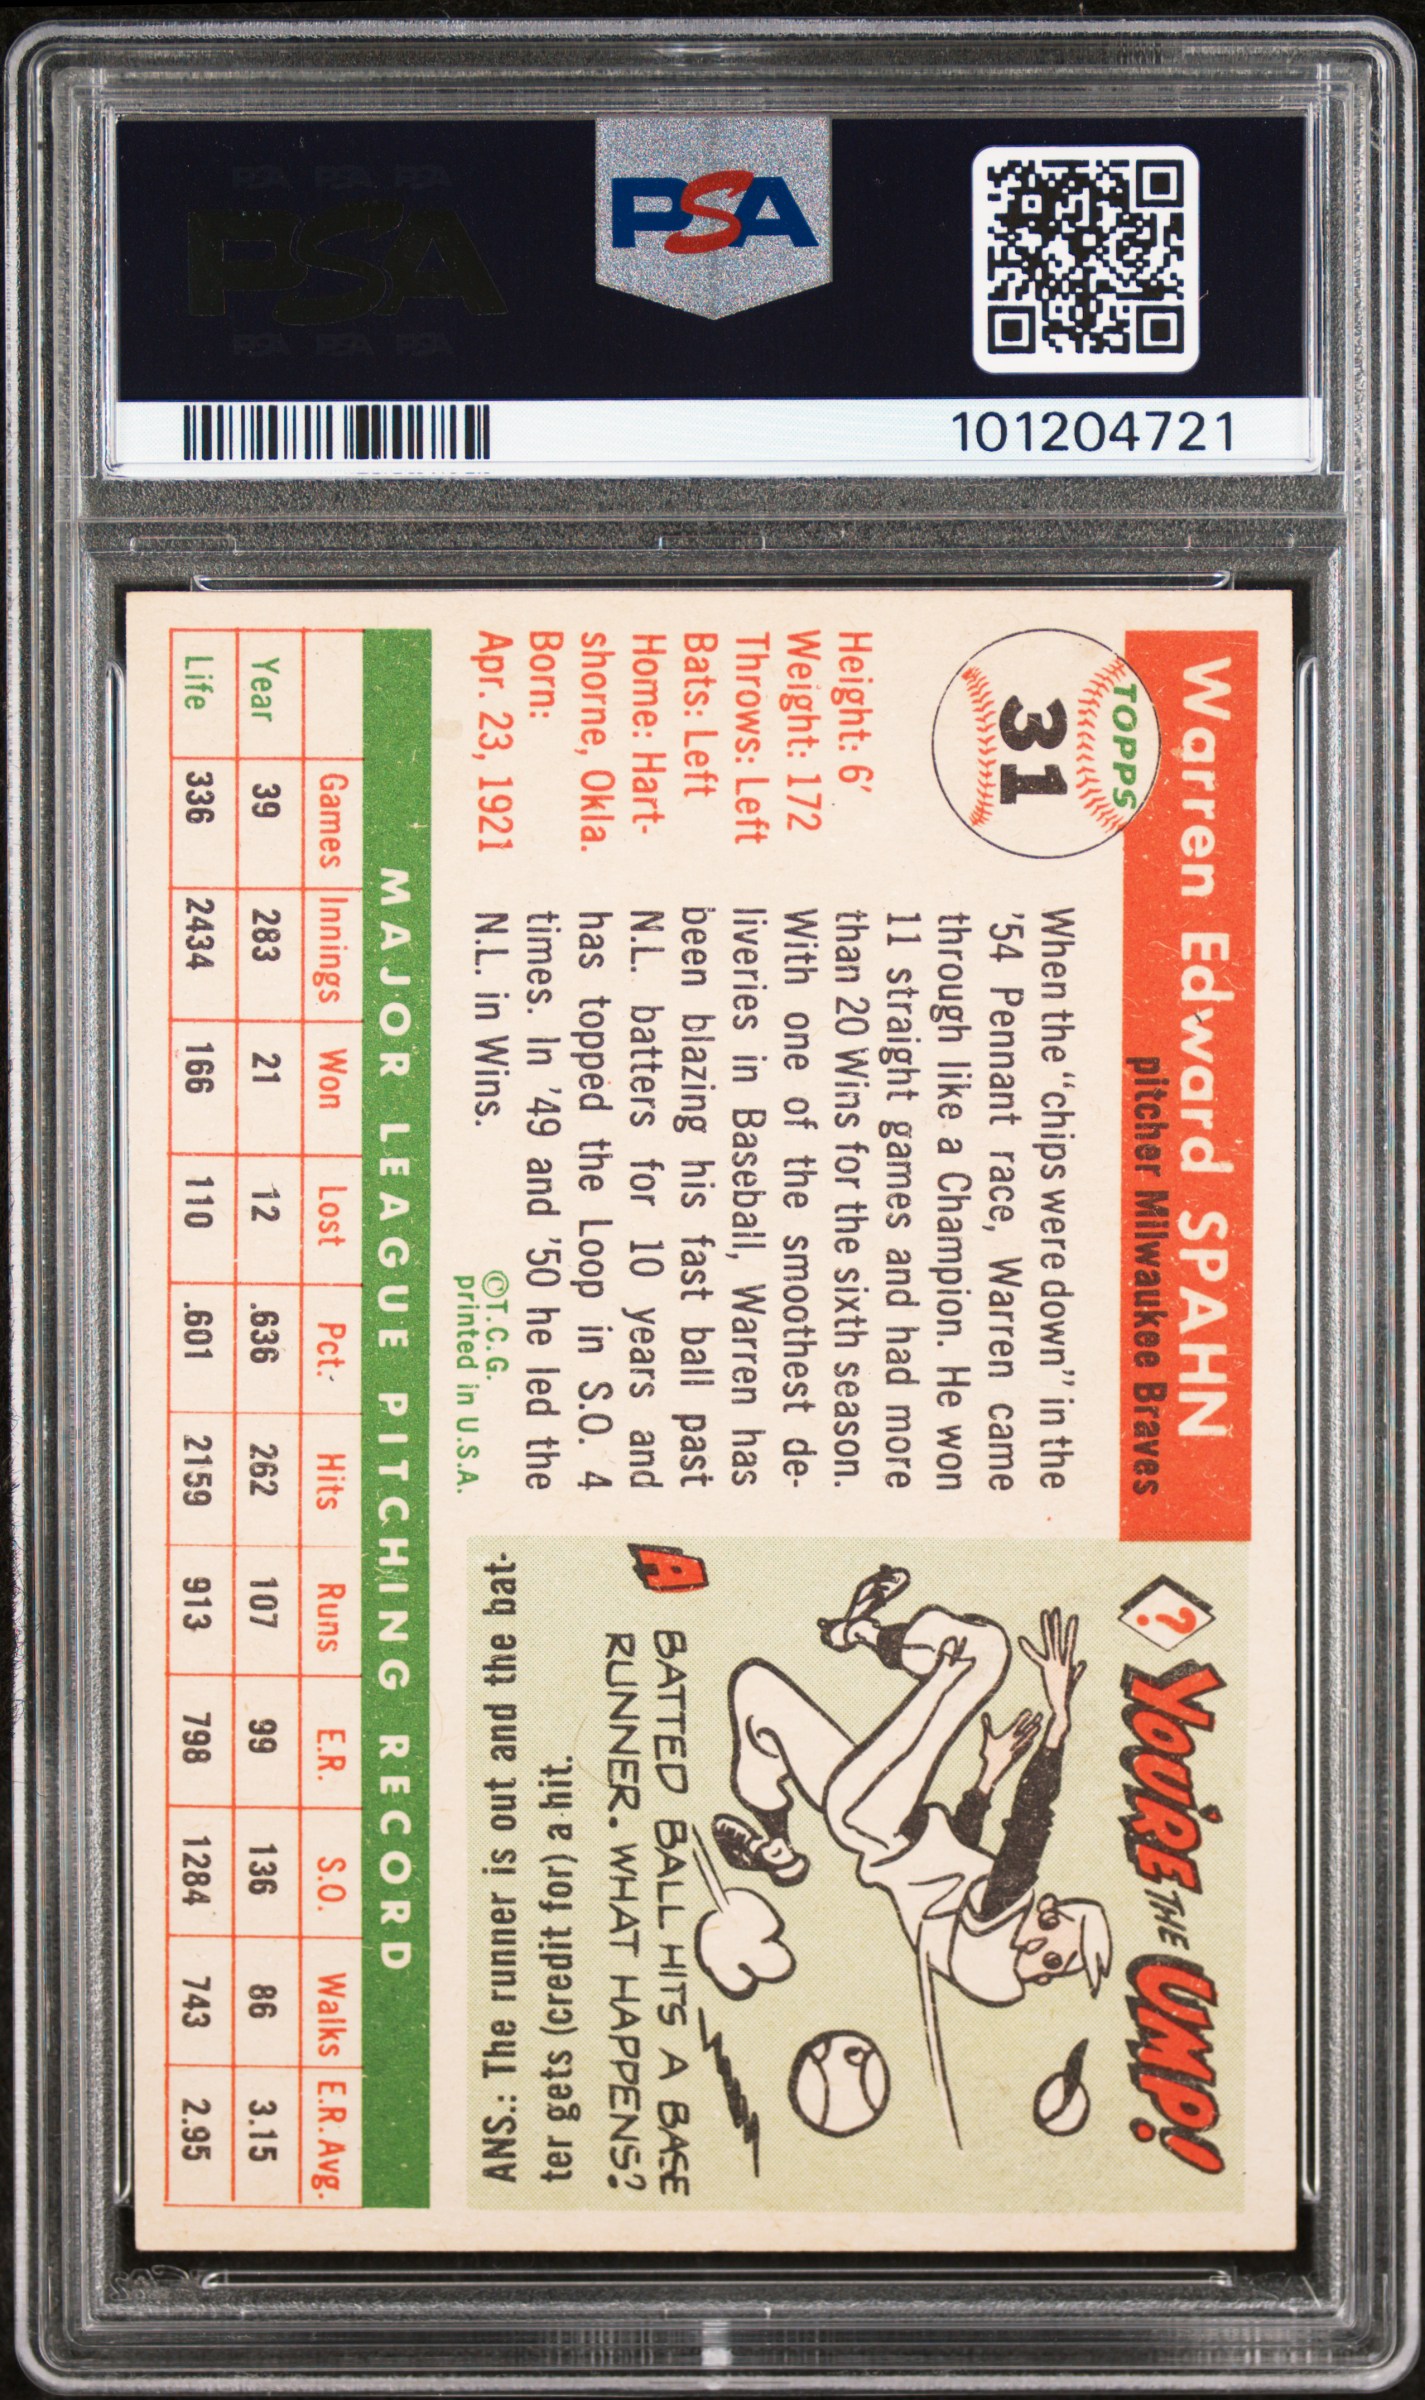 PSA PSA PSA
PSA
PSA PSA PSA
PSA
101204721
Warren Edward SPAHN
pitcher Milwaukee Braves
TOPPS
31
Height: 6'
Weight: 172
Throws: Left
Bats: Left
Home: Hart-
shorne, Okla.
Born:
Apr. 23, 1921
When the "chips were down" in the
'54 Pennant race, Warren came
through like a Champion. He won
11 straight games and had more
than 20 Wins for the sixth season.
With one of the smoothest de-
liveries in Baseball, Warren has
been blazing his fast ball past
N.L. batters for 10 years and
has topped the Loop in S.O. 4
times. In '49 and '50 he led the
N.L. in Wins.
©T.C.G.
printed in U.S.A.
? YOU'RE THE UMP!
A BATTED BALL HITS A BASE
RUNNER. WHAT HAPPENS?
ANS.: The runner is out and the bat-
ter gets (credit for) a hit.
MAJOR LEAGUE PITCHING RECORD
Games Innings Won Lost Pct. Hits Runs E.R. S.O. Walks E.R.Avg.
Year 39 283 21 12 .636 262 107 99 136 86 3.15
Life 336 2434 166 110 .601 2159 913 798 1284 743 2.95